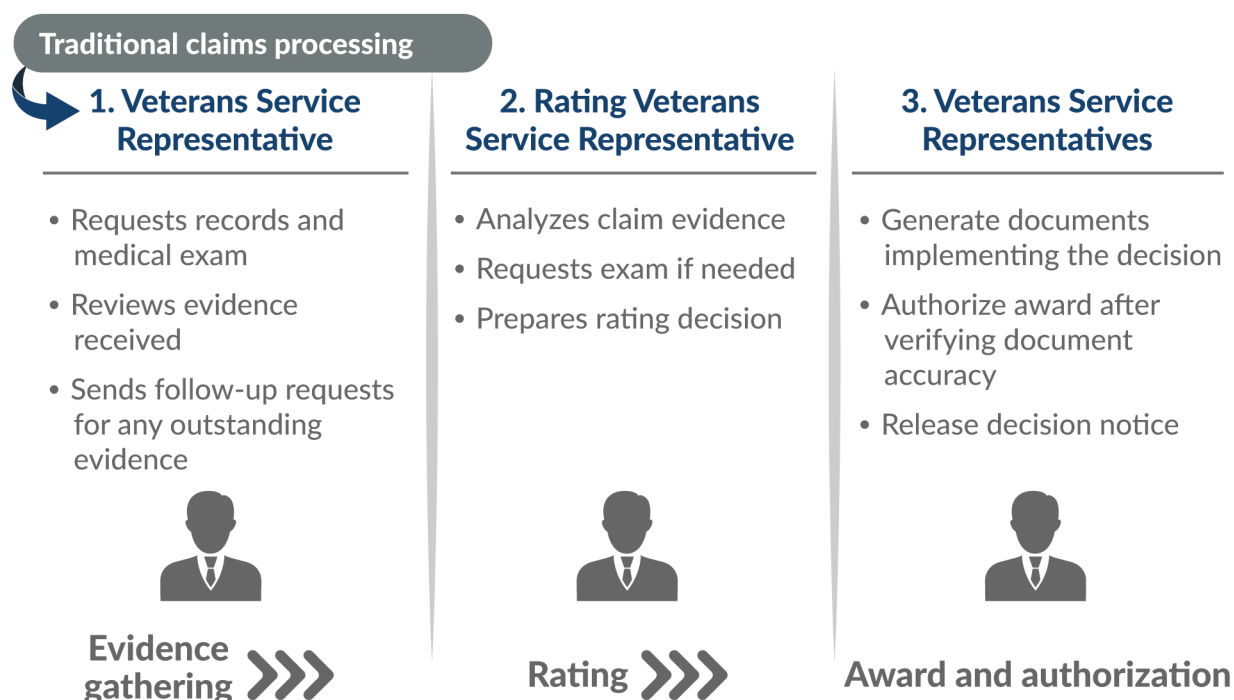 Traditional claims processing
1. Veterans Service
Representative
• Requests records and
medical exam
• Reviews evidence
received
• Sends follow-up requests
for any outstanding
evidence
Evidence
gathering
2. Rating Veterans
Service Representative
• Analyzes claim evidence
• Requests exam if needed
• Prepares rating decision
Rating
3. Veterans Service
Representatives
• Generate documents
implementing the decision
• Authorize award after
verifying document
accuracy
• Release decision notice
Award and authorization